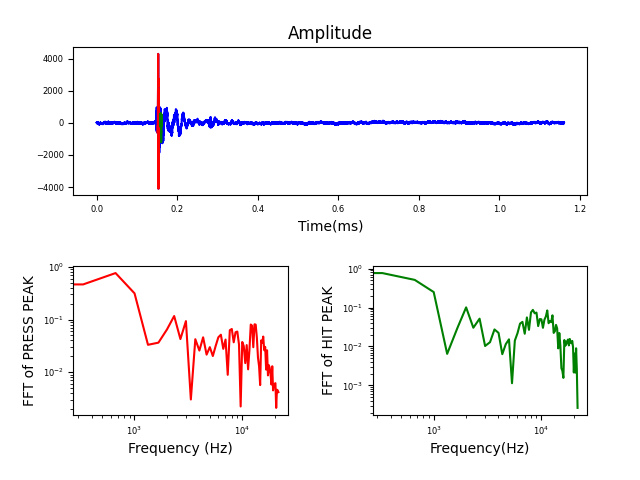 Amplitude
4000
2000
0
−2000
−4000
0.0 0.2 0.4 0.6 0.8 1.0 1.2
Time(ms)
FFT of PRESS PEAK
10⁰
10⁻¹
10⁻²
10³ 10⁴
Frequency (Hz)
FFT of HIT PEAK
10⁰
10⁻¹
10⁻²
10⁻³
10³ 10⁴
Frequency(Hz)